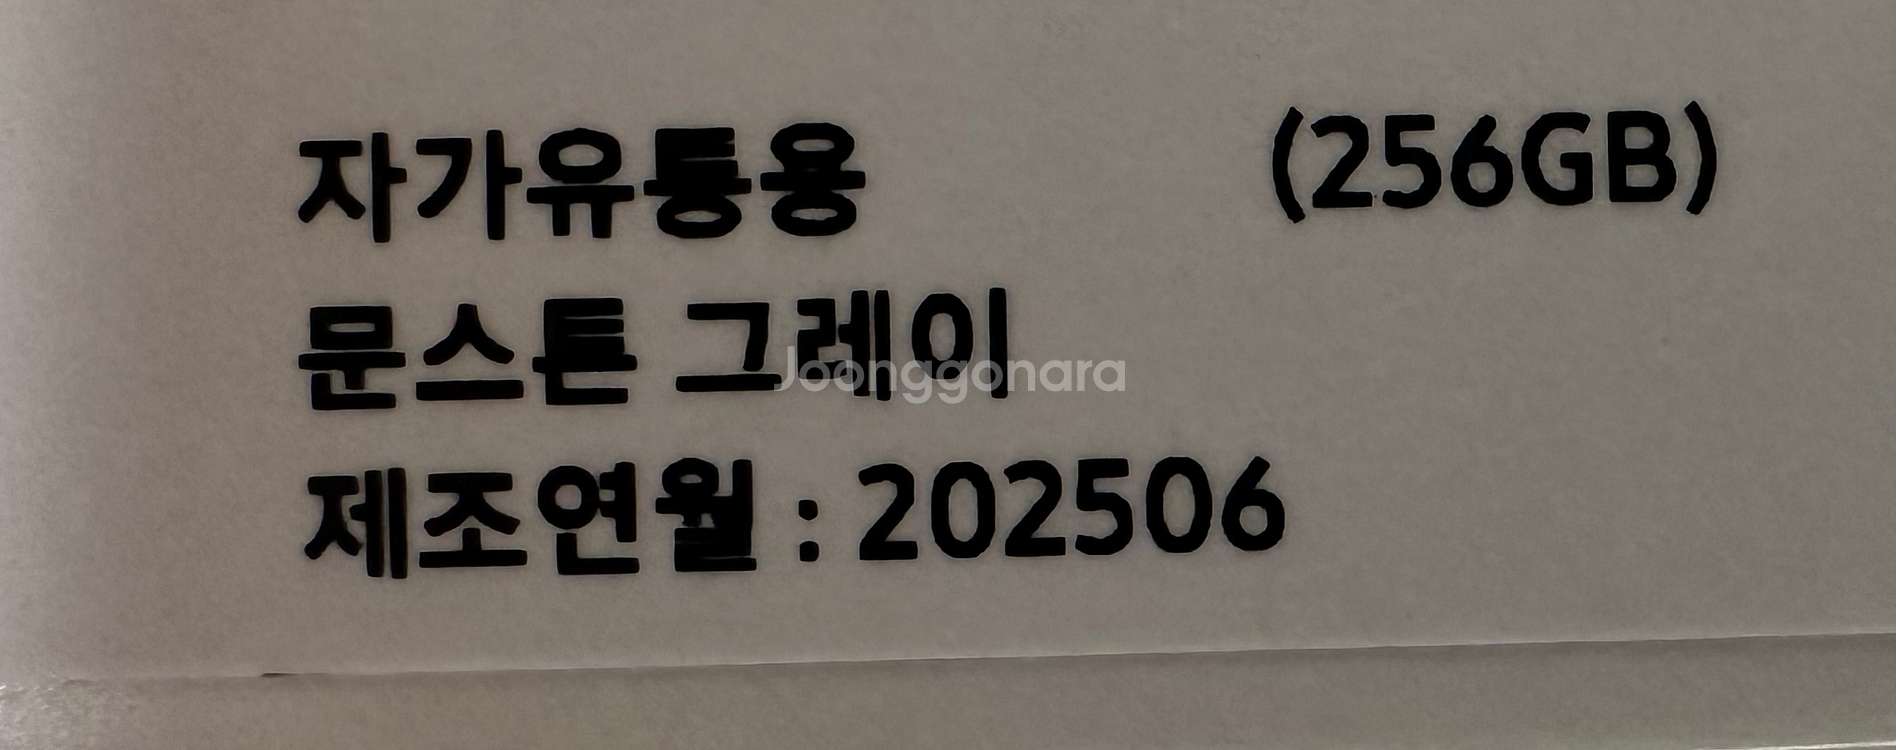 자가유통용 (256GB)
문스톤 그레이
Joonggonara
제조연월 : 202506